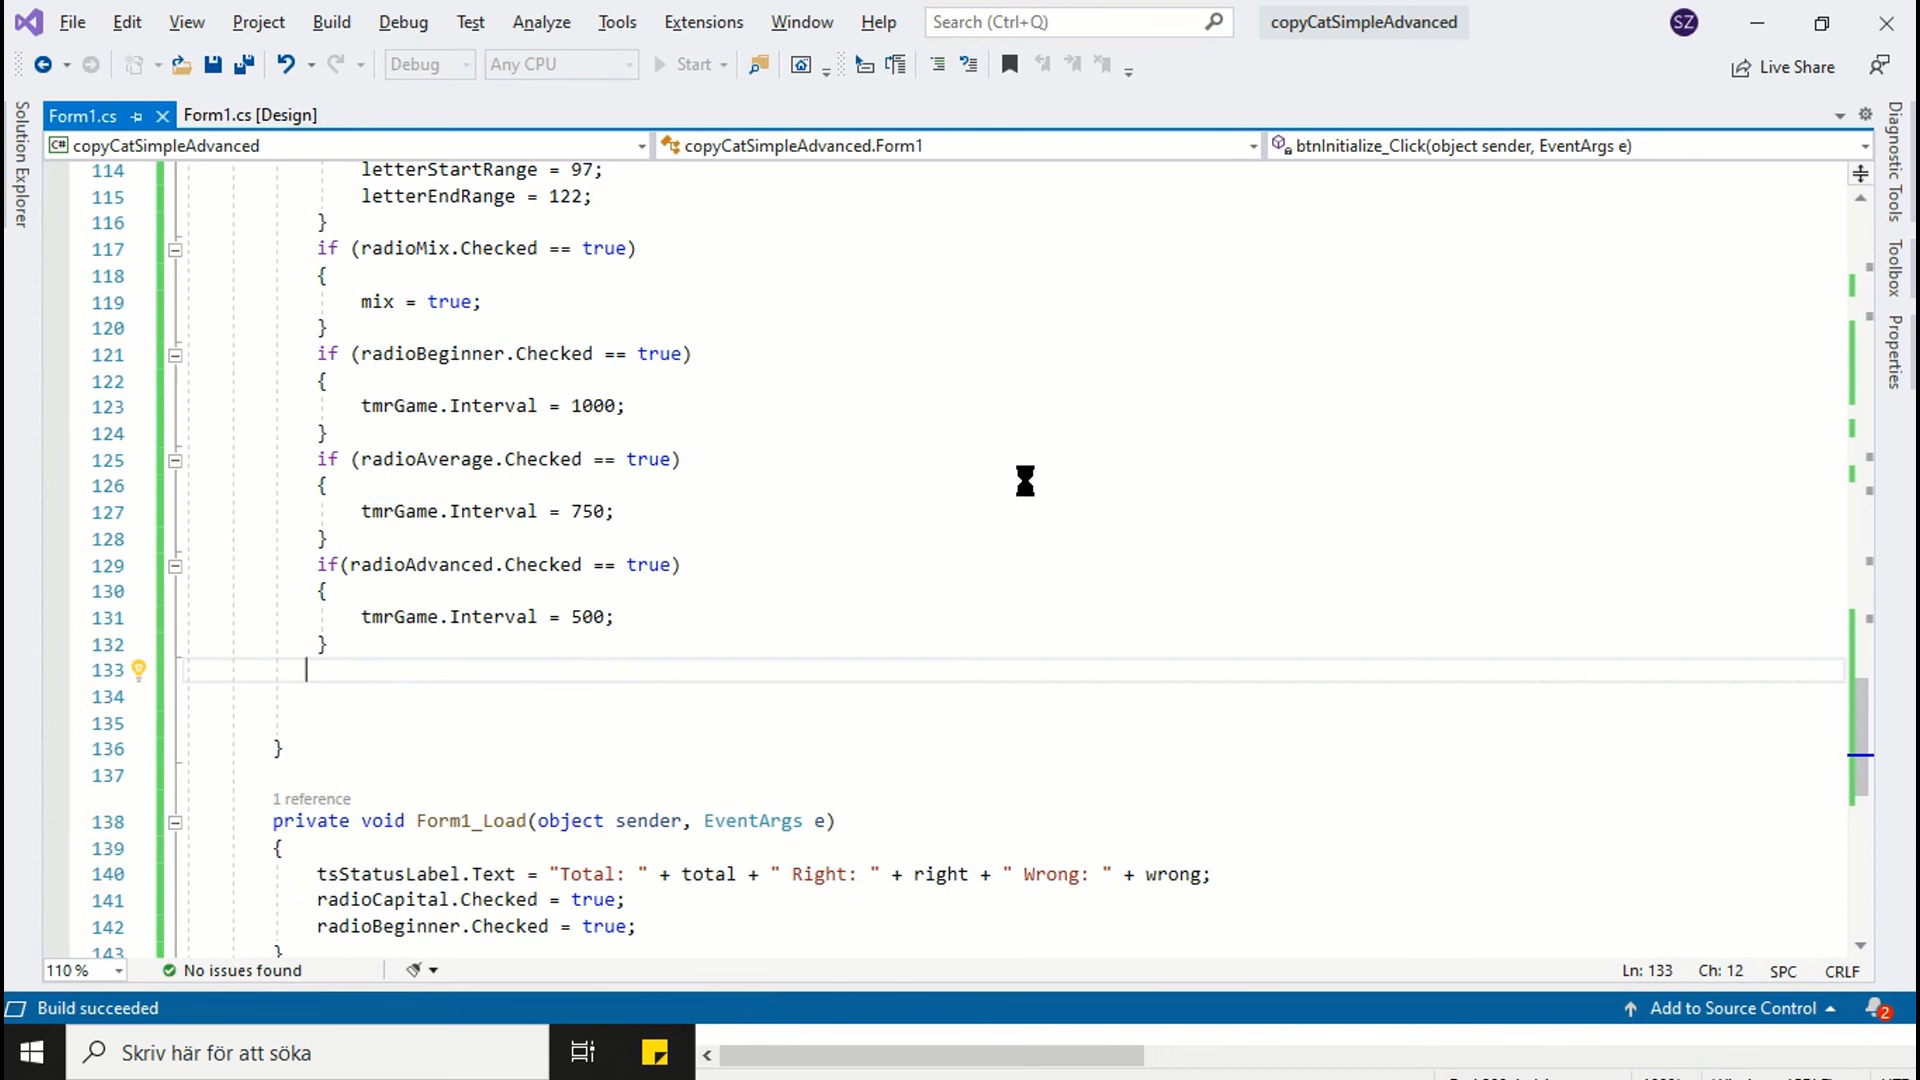 File Edit View Project Build Debug Test Analyze Tools Extensions Window Help Search (Ctrl+Q) copyCatSimpleAdvanced SZ
Debug Any CPU Start Live Share
Form1.cs Form1.cs [Design]
C# copyCatSimpleAdvanced copyCatSimpleAdvanced.Form1 btnInitialize_Click(object sender, EventArgs e)
Solution Explorer
Diagnostic Tools
Toolbox
Properties
114 letterStartRange = 97;
115 letterEndRange = 122;
116 }
117 if (radioMix.Checked == true)
118 {
119 mix = true;
120 }
121 if (radioBeginner.Checked == true)
122 {
123 tmrGame.Interval = 1000;
124 }
125 if (radioAverage.Checked == true)
126 {
127 tmrGame.Interval = 750;
128 }
129 if(radioAdvanced.Checked == true)
130 {
131 tmrGame.Interval = 500;
132 }
133
134
135
136 }
137
1 reference
138 private void Form1_Load(object sender, EventArgs e)
139 {
140 tsStatusLabel.Text = "Total: " + total + " Right: " + right + " Wrong: " + wrong;
141 radioCapital.Checked = true;
142 radioBeginner.Checked = true;
143 }
110 % No issues found Ln: 133 Ch: 12 SPC CRLF
Build succeeded Add to Source Control 2
Skriv här för att söka